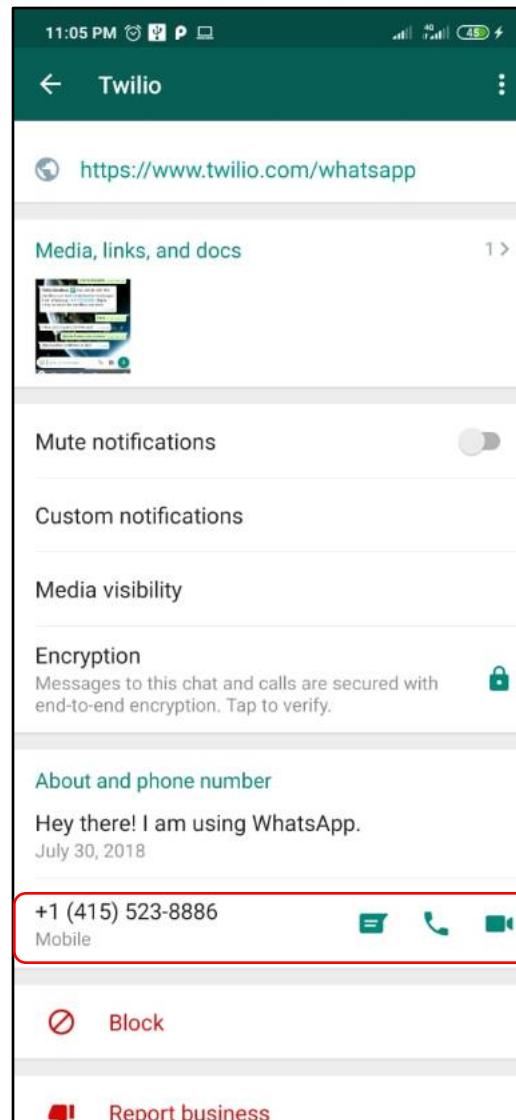 11:05 PM
4G
45
Twilio
https://www.twilio.com/whatsapp
Media, links, and docs
1
Mute notifications
Custom notifications
Media visibility
Encryption
Messages to this chat and calls are secured with
end-to-end encryption. Tap to verify.
About and phone number
Hey there! I am using WhatsApp.
July 30, 2018
+1 (415) 523-8886
Mobile
Block
Report business